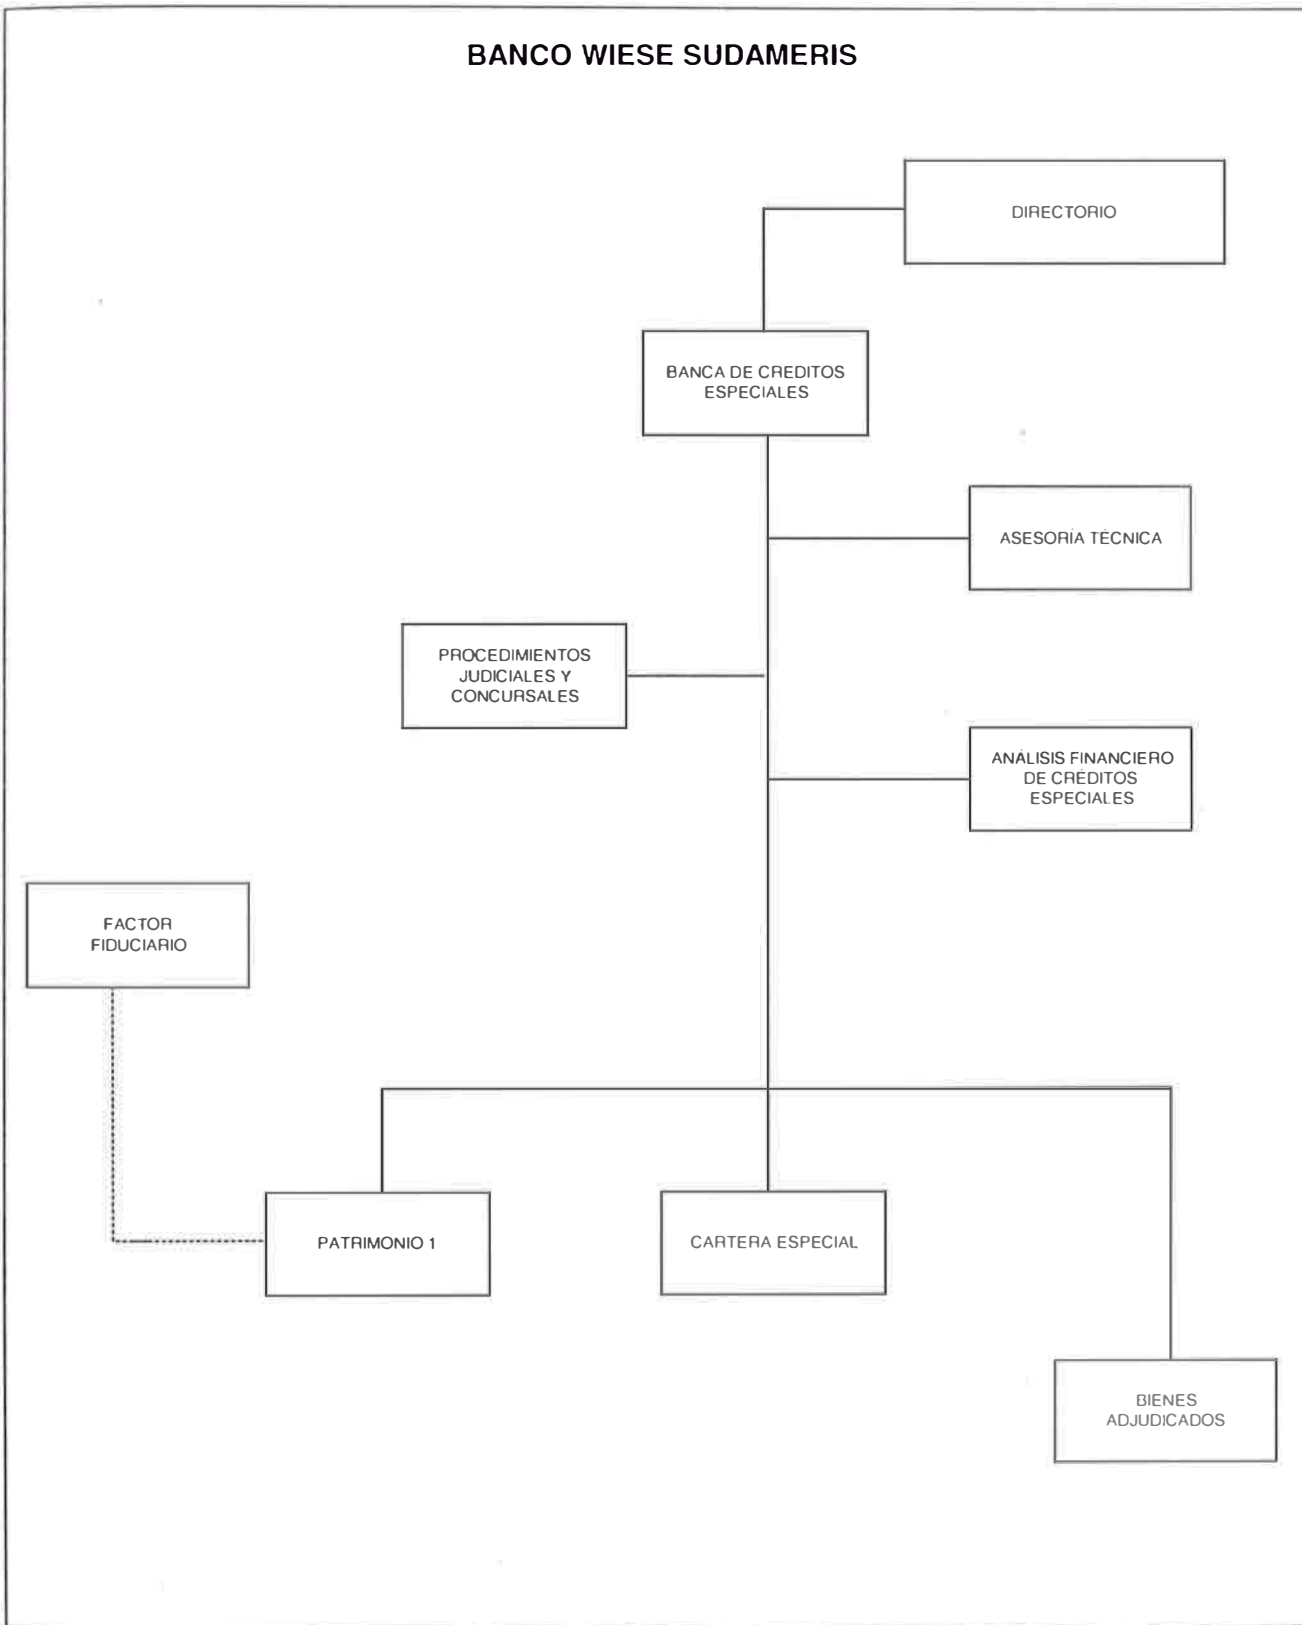 BANCO WIESE SUDAMERIS
DIRECTORIO
BANCA DE CREDITOS
ESPECIALES
ASESORÍA TÉCNICA
PROCEDIMIENTOS
JUDICIALES Y
CONCURSALES
ANÁLISIS FINANCIERO
DE CRÉDITOS
ESPECIALES
FACTOR
FIDUCIARIO
PATRIMONIO 1
CARTERA ESPECIAL
BIENES
ADJUDICADOS